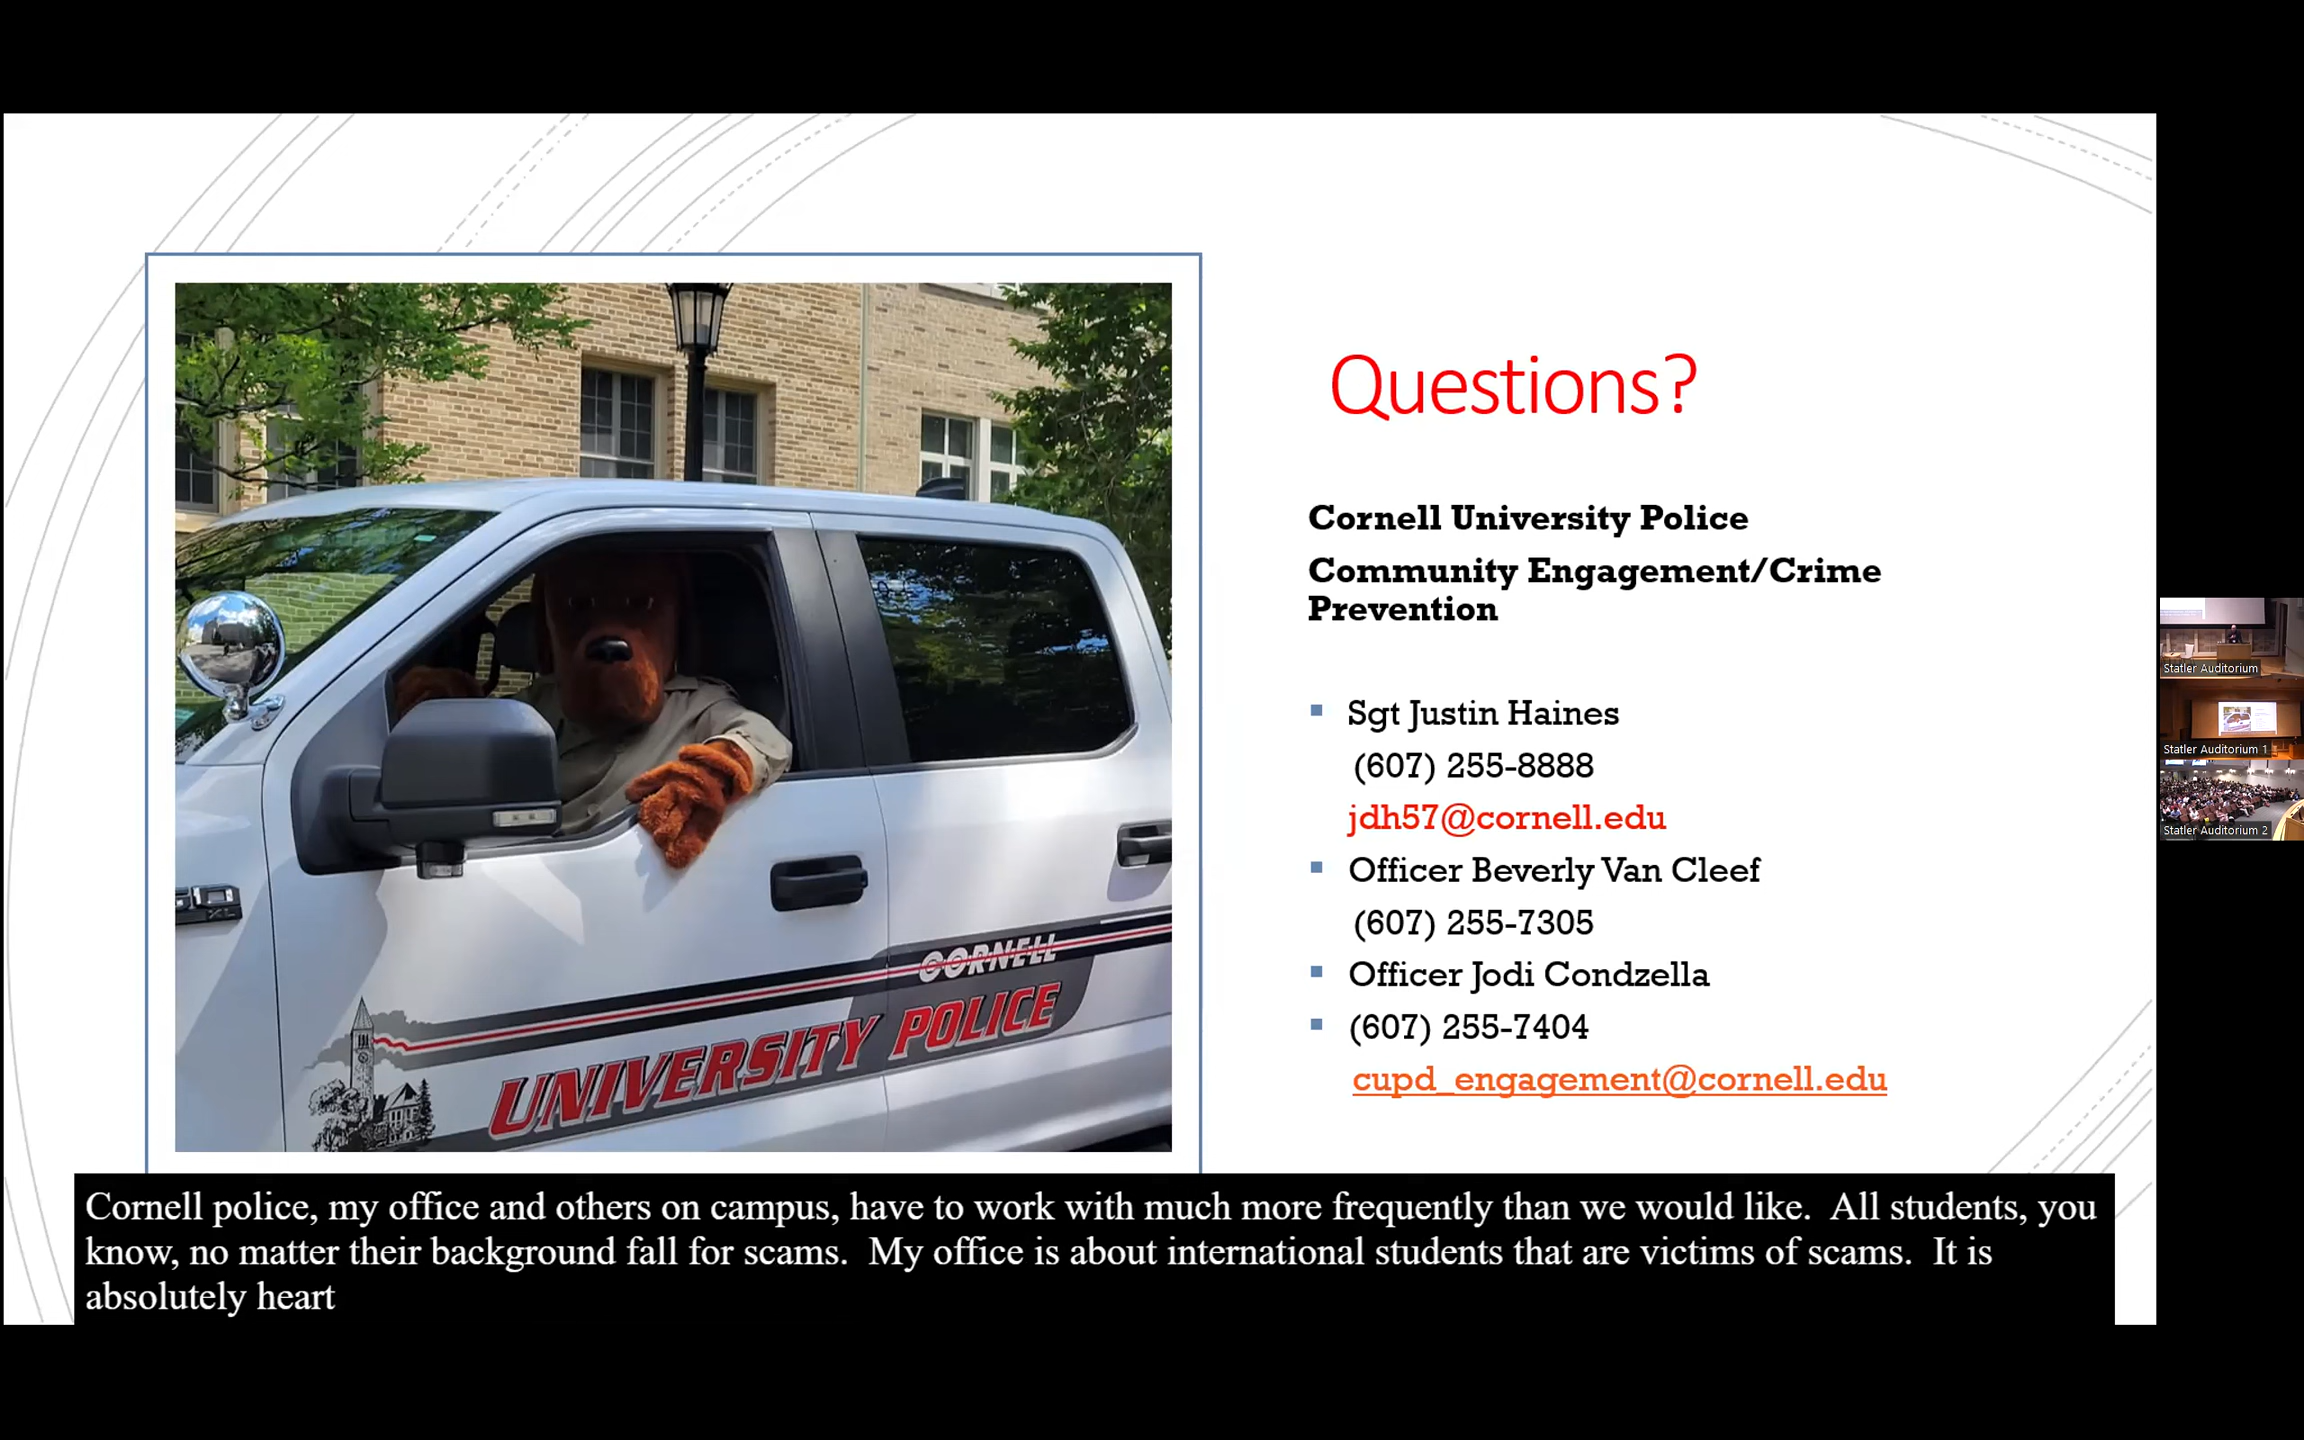 Questions?
Cornell University Police
Community Engagement/Crime
Prevention
Sgt Justin Haines
(607) 255-8888
jdh57@cornell.edu
Officer Beverly Van Cleef
(607) 255-7305
Officer Jodi Condzella
(607) 255-7404
cupd_engagement@cornell.edu
XL
CORNELL
UNIVERSITY POLICE
Statler Auditorium
Statler Auditorium 1
Statler Auditorium 2
Cornell police, my office and others on campus, have to work with much more frequently than we would like.  All students, you
know, no matter their background fall for scams.  My office is about international students that are victims of scams.  It is
absolutely heart